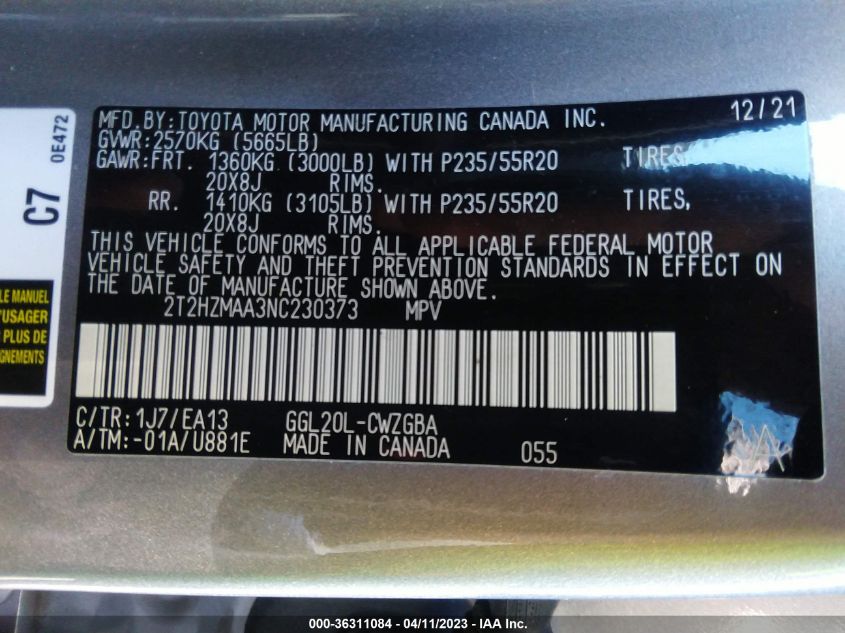 MFD. BY: TOYOTA MOTOR MANUFACTURING CANADA INC. 12/21
GVWR: 2570KG (5665LB)
GAWR: FRT. 1360KG (3000LB) WITH P235/55R20 TIRES,
20X8J RIMS.
RR. 1410KG (3105LB) WITH P235/55R20 TIRES,
20X8J RIMS.
THIS VEHICLE CONFORMS TO ALL APPLICABLE FEDERAL MOTOR
VEHICLE SAFETY AND THEFT PREVENTION STANDARDS IN EFFECT ON
THE DATE OF MANUFACTURE SHOWN ABOVE.
2T2HZMAA3NC230373 MPV
C/TR: 1J7/EA13 GGL20L-CWZGBA
A/TM: -01A/U881E MADE IN CANADA 055
C7
0E472
LE MANUEL
'USAGER
PLUS DE
GNEMENTS
000-36311084 / 04/11/2023 / IAA Inc.